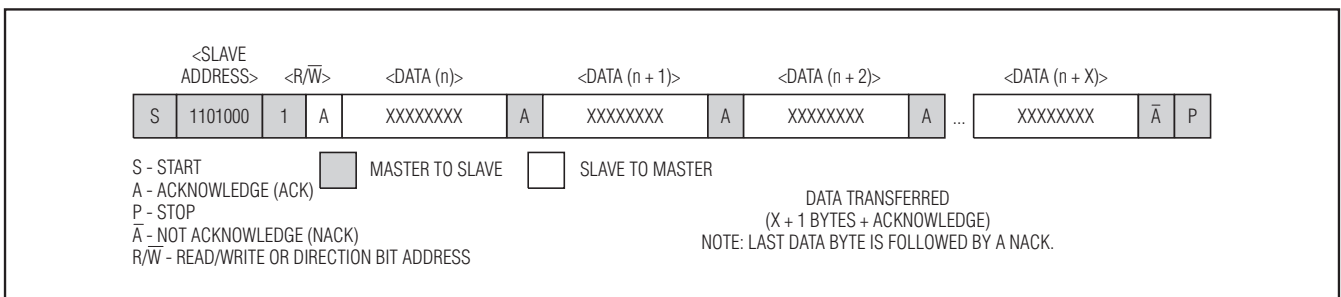 <SLAVE
ADDRESS> <R/W̅> <DATA (n)> <DATA (n + 1)> <DATA (n + 2)> <DATA (n + X)>
S 1101000 1 A XXXXXXXX A XXXXXXXX A XXXXXXXX A ... XXXXXXXX A̅ P
S - START
A - ACKNOWLEDGE (ACK)
P - STOP
A̅ - NOT ACKNOWLEDGE (NACK)
R/W̅ - READ/WRITE OR DIRECTION BIT ADDRESS
MASTER TO SLAVE
SLAVE TO MASTER
DATA TRANSFERRED
(X + 1 BYTES + ACKNOWLEDGE)
NOTE: LAST DATA BYTE IS FOLLOWED BY A NACK.